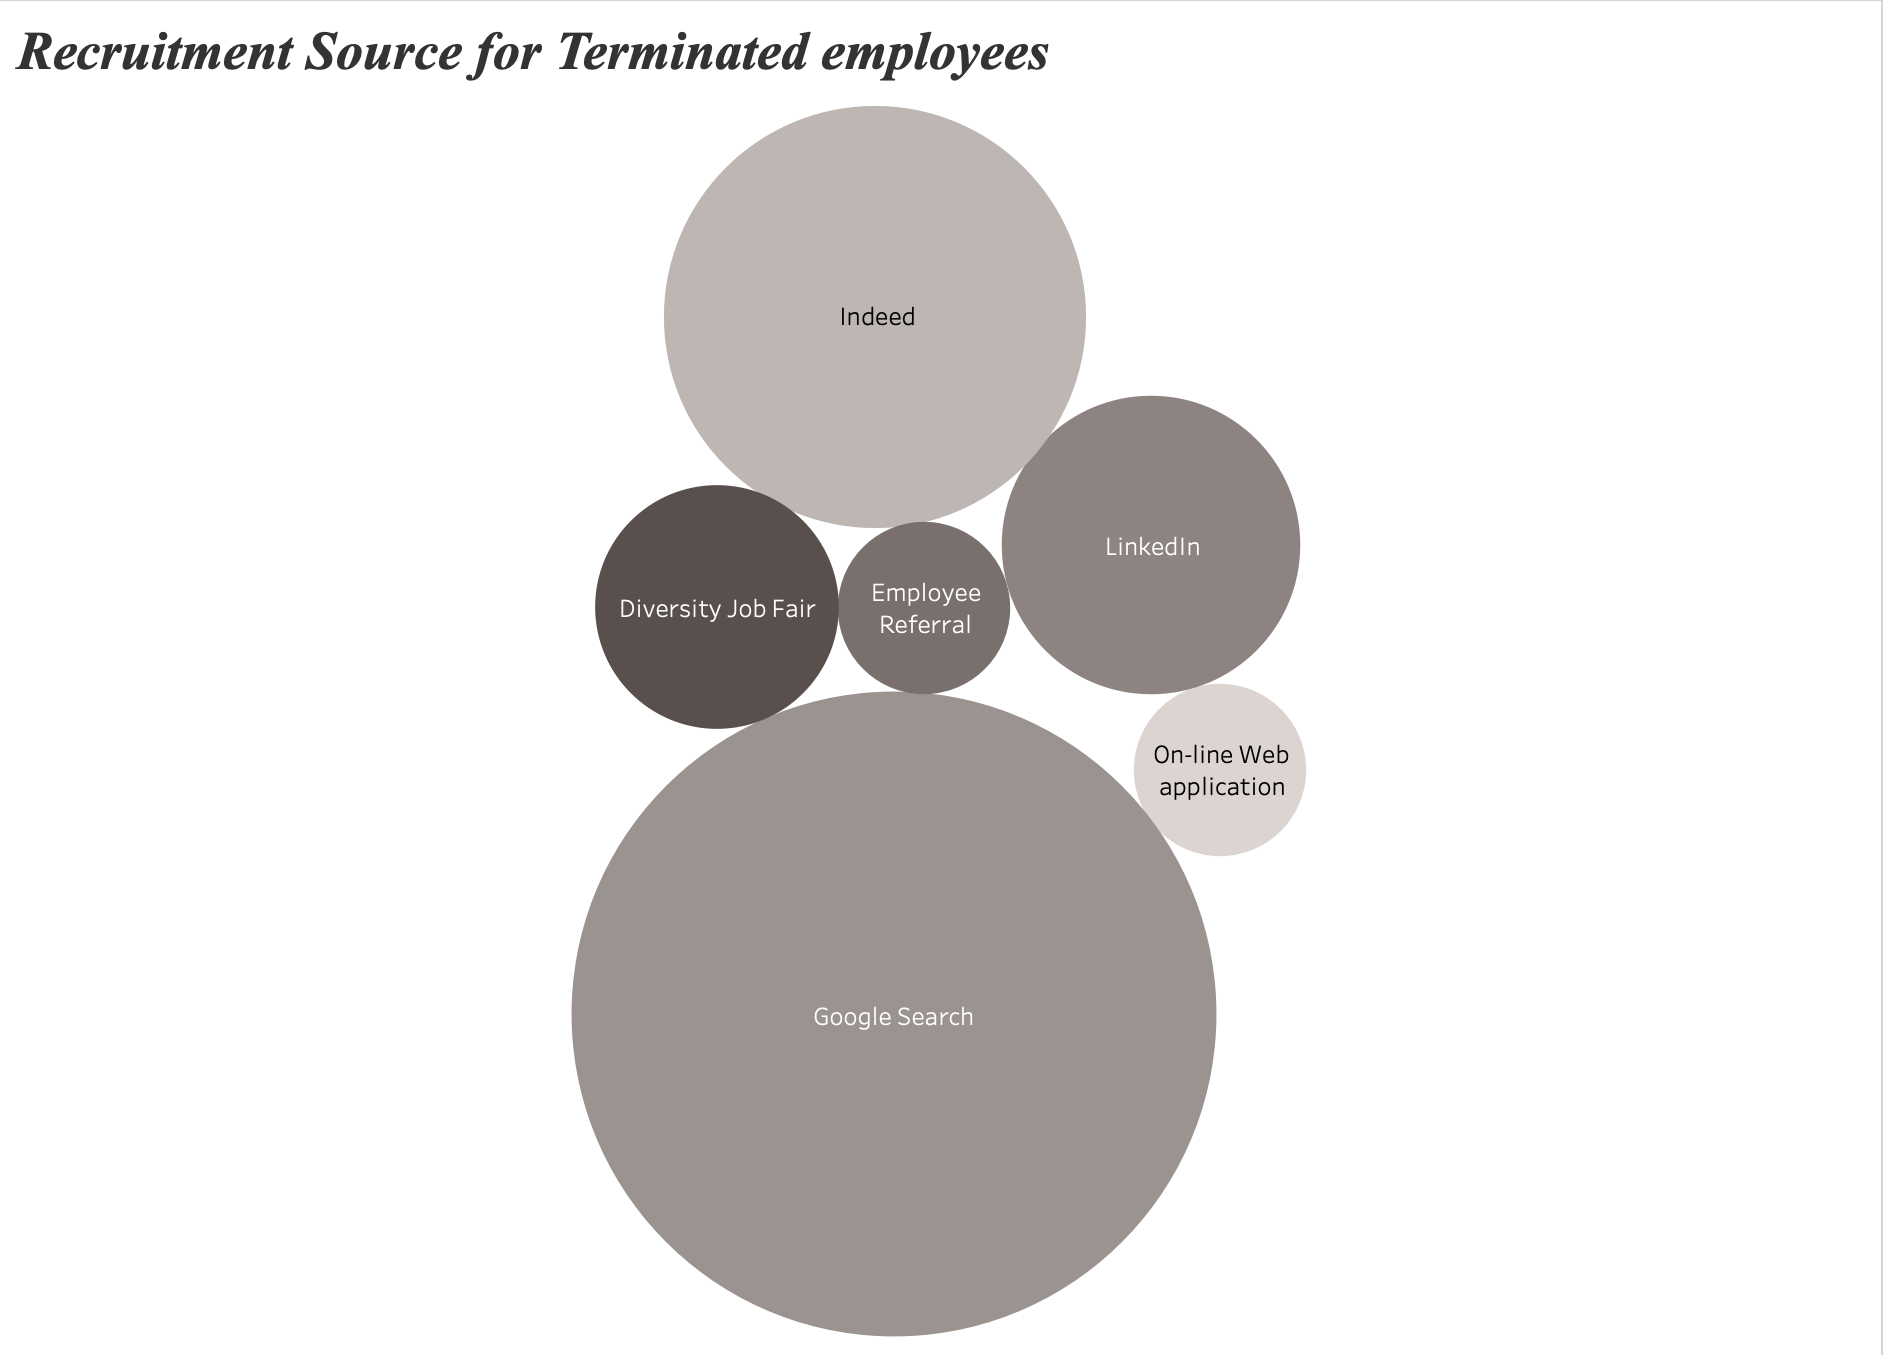 Recruitment Source for Terminated employees
Indeed
LinkedIn
Diversity Job Fair
Employee
Referral
On-line Web
application
Google Search